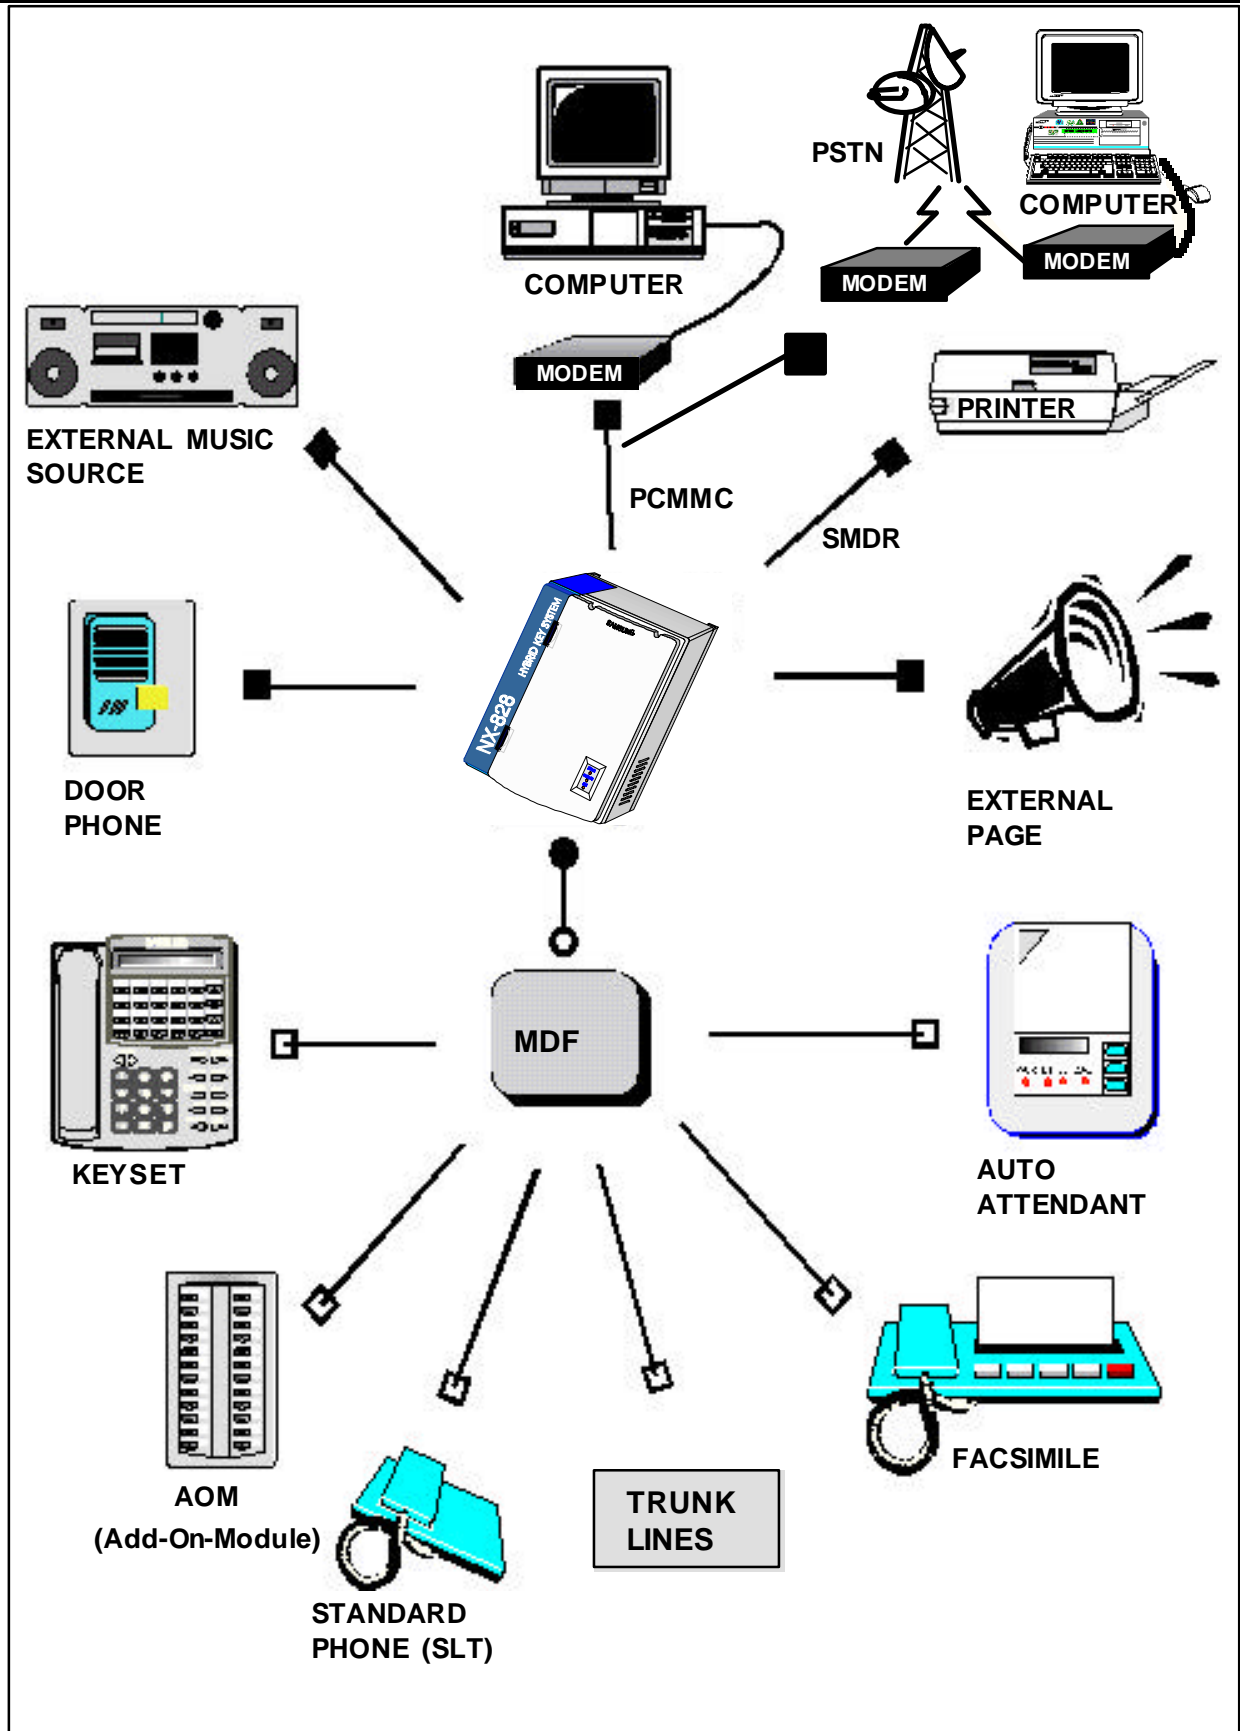 PSTN
COMPUTER
COMPUTER
MODEM
MODEM
MODEM
PRINTER
EXTERNAL MUSIC
SOURCE
PCMMC
SMDR
SAMSUNG
HYBRID KEY SYSTEM
NX-828
DOOR
PHONE
EXTERNAL
PAGE
MDF
KEYSET
AUTO
ATTENDANT
AOM
(Add-On-Module)
FACSIMILE
TRUNK
LINES
STANDARD
PHONE (SLT)